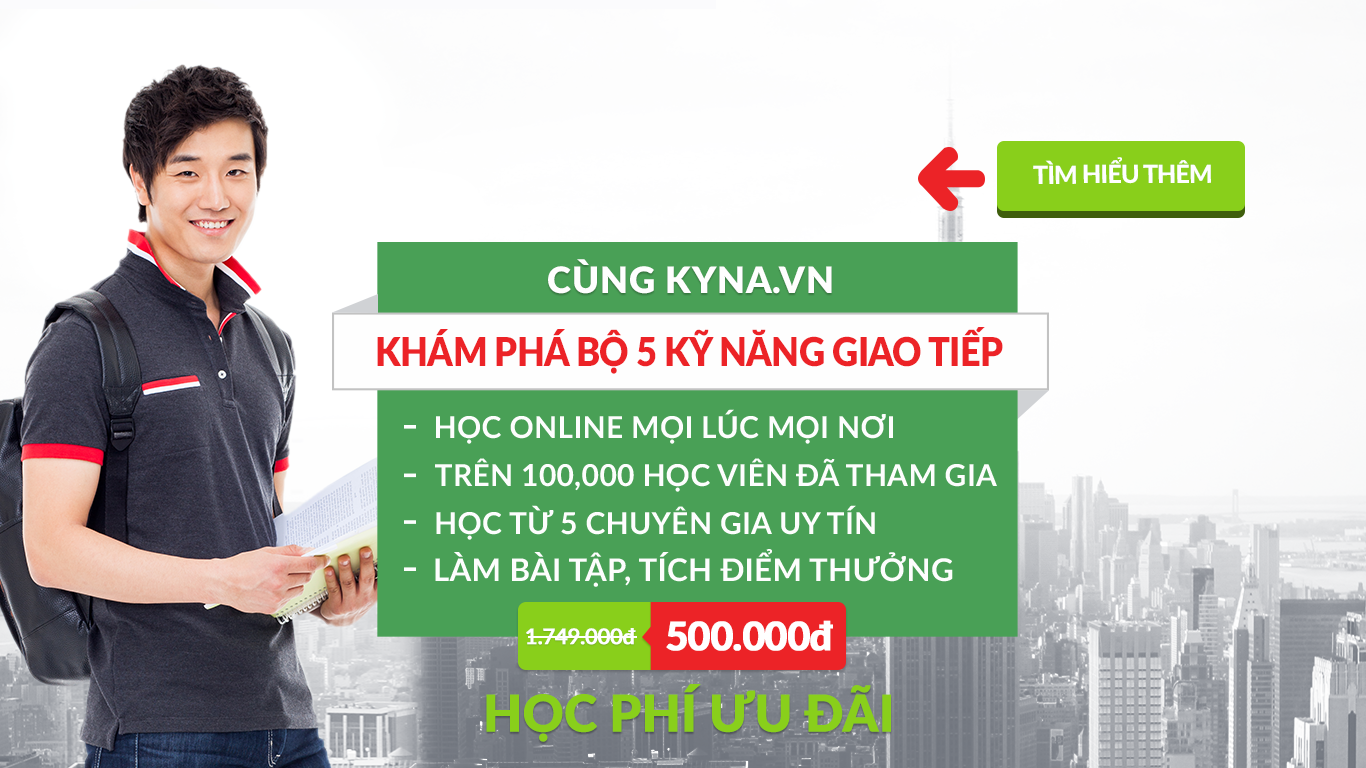 TÌM HIỂU THÊM
CÙNG KYNA.VN
KHÁM PHÁ BỘ 5 KỸ NĂNG GIAO TIẾP
- HỌC ONLINE MỌI LÚC MỌI NƠI
- TRÊN 100,000 HỌC VIÊN ĐÃ THAM GIA
- HỌC TỪ 5 CHUYÊN GIA UY TÍN
- LÀM BÀI TẬP, TÍCH ĐIỂM THƯỞNG
1.749.000đ 500.000đ
HỌC PHÍ ƯU ĐÃI